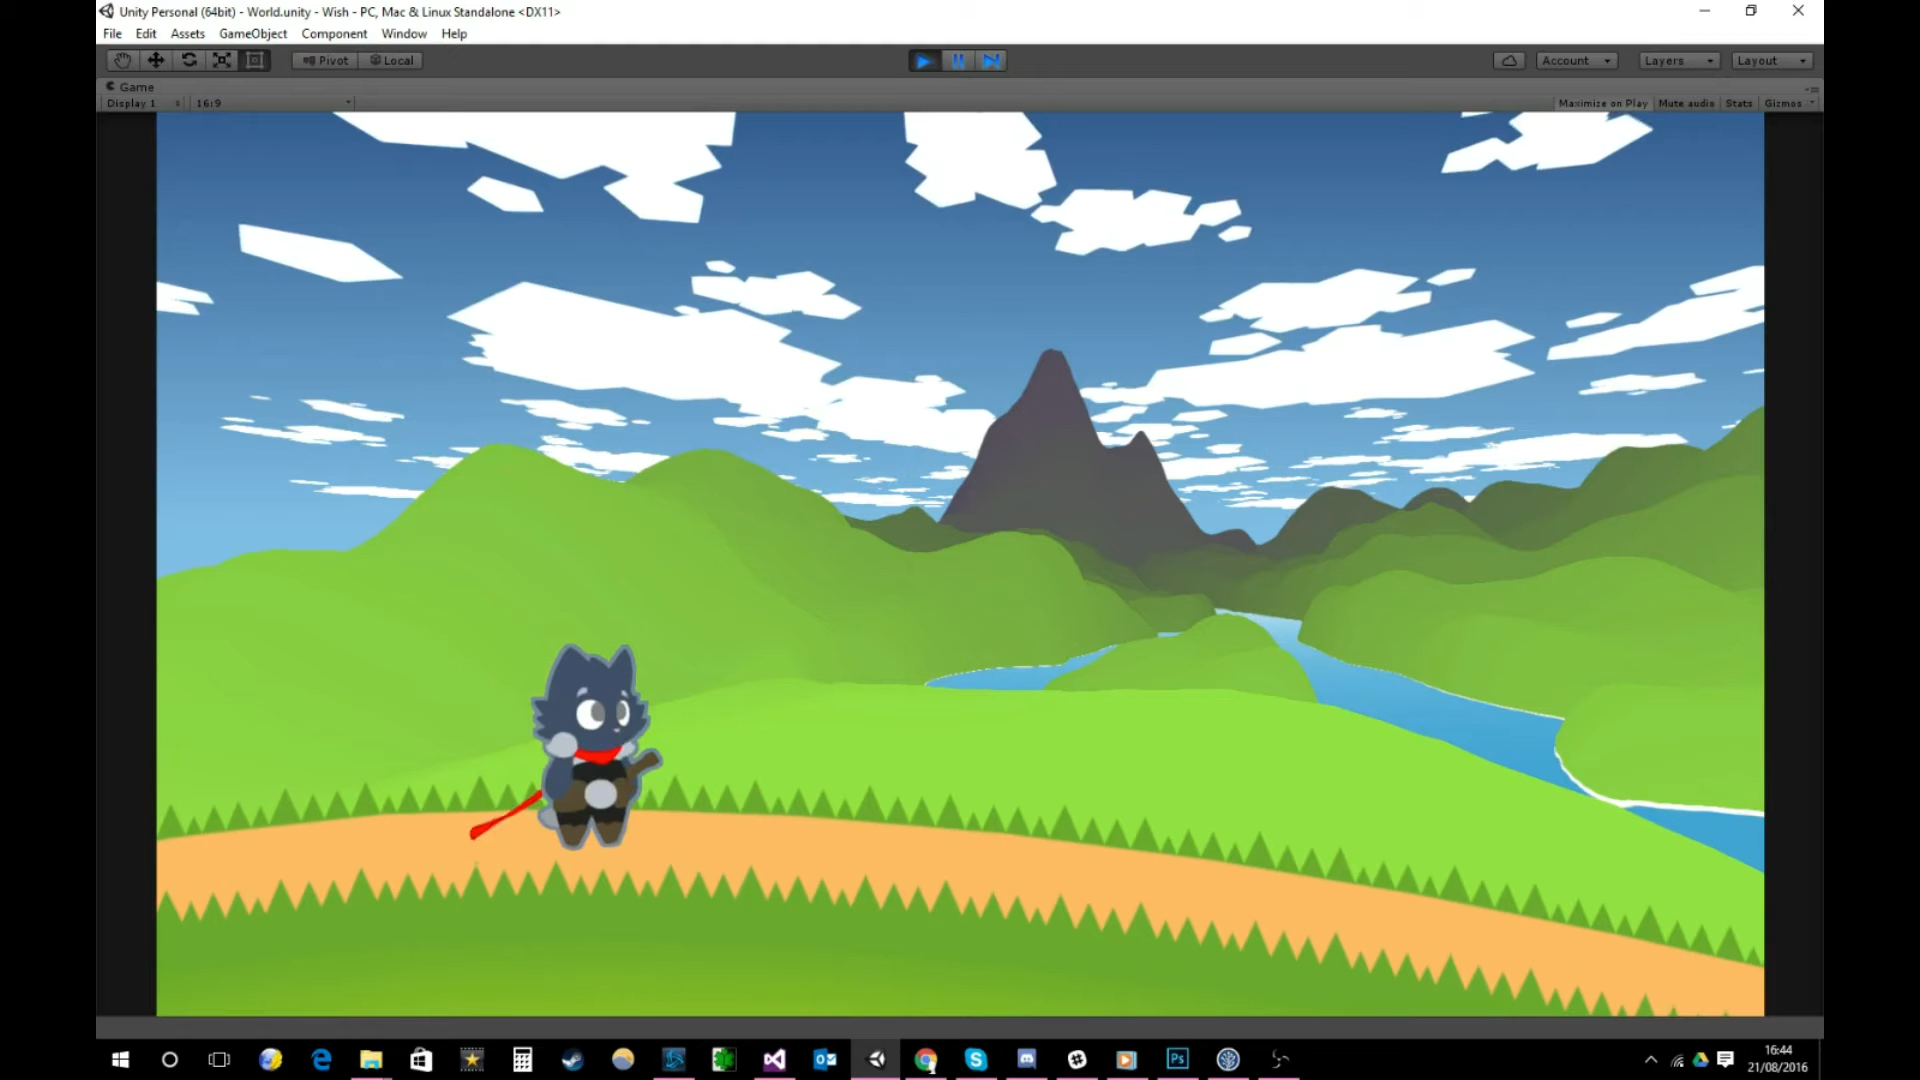 Unity Personal (64bit) - World.unity - Wish - PC, Mac & Linux Standalone <DX11>
File Edit Assets GameObject Component Window Help
Pivot Local Account Layers Layout
Game
Display 1 16:9 Maximize on Play Mute audio Stats Gizmos
Ps
16:44
21/08/2016